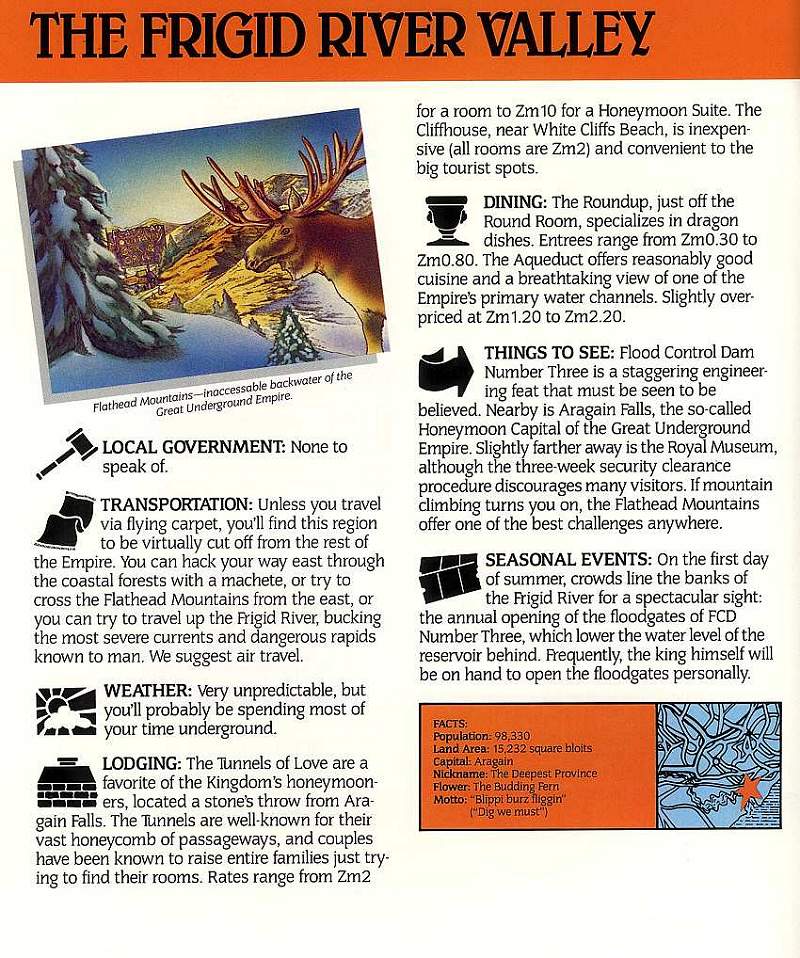 THE FRIGID RIVER VALLEY
Flathead Mountains—inaccessable backwater of the
Great Underground Empire.
LOCAL GOVERNMENT: None to
speak of.
TRANSPORTATION: Unless you travel
via flying carpet, you'll find this region
to be virtually cut off from the rest of
the Empire. You can hack your way east through
the coastal forests with a machete, or try to
cross the Flathead Mountains from the east, or
you can try to travel up the Frigid River, bucking
the most severe currents and dangerous rapids
known to man. We suggest air travel.
WEATHER: Very unpredictable, but
you'll probably be spending most of
your time underground.
LODGING: The Tunnels of Love are a
favorite of the Kingdom's honeymoon-
ers, located a stone's throw from Ara-
gain Falls. The Tunnels are well-known for their
vast honeycomb of passageways, and couples
have been known to raise entire families just try-
ing to find their rooms. Rates range from Zm2
for a room to Zm10 for a Honeymoon Suite. The
Cliffhouse, near White Cliffs Beach, is inexpen-
sive (all rooms are Zm2) and convenient to the
big tourist spots.
DINING: The Roundup, just off the
Round Room, specializes in dragon
dishes. Entrees range from Zm0.30 to
Zm0.80. The Aqueduct offers reasonably good
cuisine and a breathtaking view of one of the
Empire's primary water channels. Slightly over-
priced at Zm1.20 to Zm2.20.
THINGS TO SEE: Flood Control Dam
Number Three is a staggering engineer-
ing feat that must be seen to be
believed. Nearby is Aragain Falls, the so-called
Honeymoon Capital of the Great Underground
Empire. Slightly farther away is the Royal Museum,
although the three-week security clearance
procedure discourages many visitors. If mountain
climbing turns you on, the Flathead Mountains
offer one of the best challenges anywhere.
SEASONAL EVENTS: On the first day
of summer, crowds line the banks of
the Frigid River for a spectacular sight:
the annual opening of the floodgates of FCD
Number Three, which lower the water level of the
reservoir behind. Frequently, the king himself will
be on hand to open the floodgates personally.
FACTS:
Population: 98,330
Land Area: 15,232 square bloits
Capital: Aragain
Nickname: The Deepest Province
Flower: The Budding Fern
Motto: "Blippi burz fliggin"
("Dig we must")